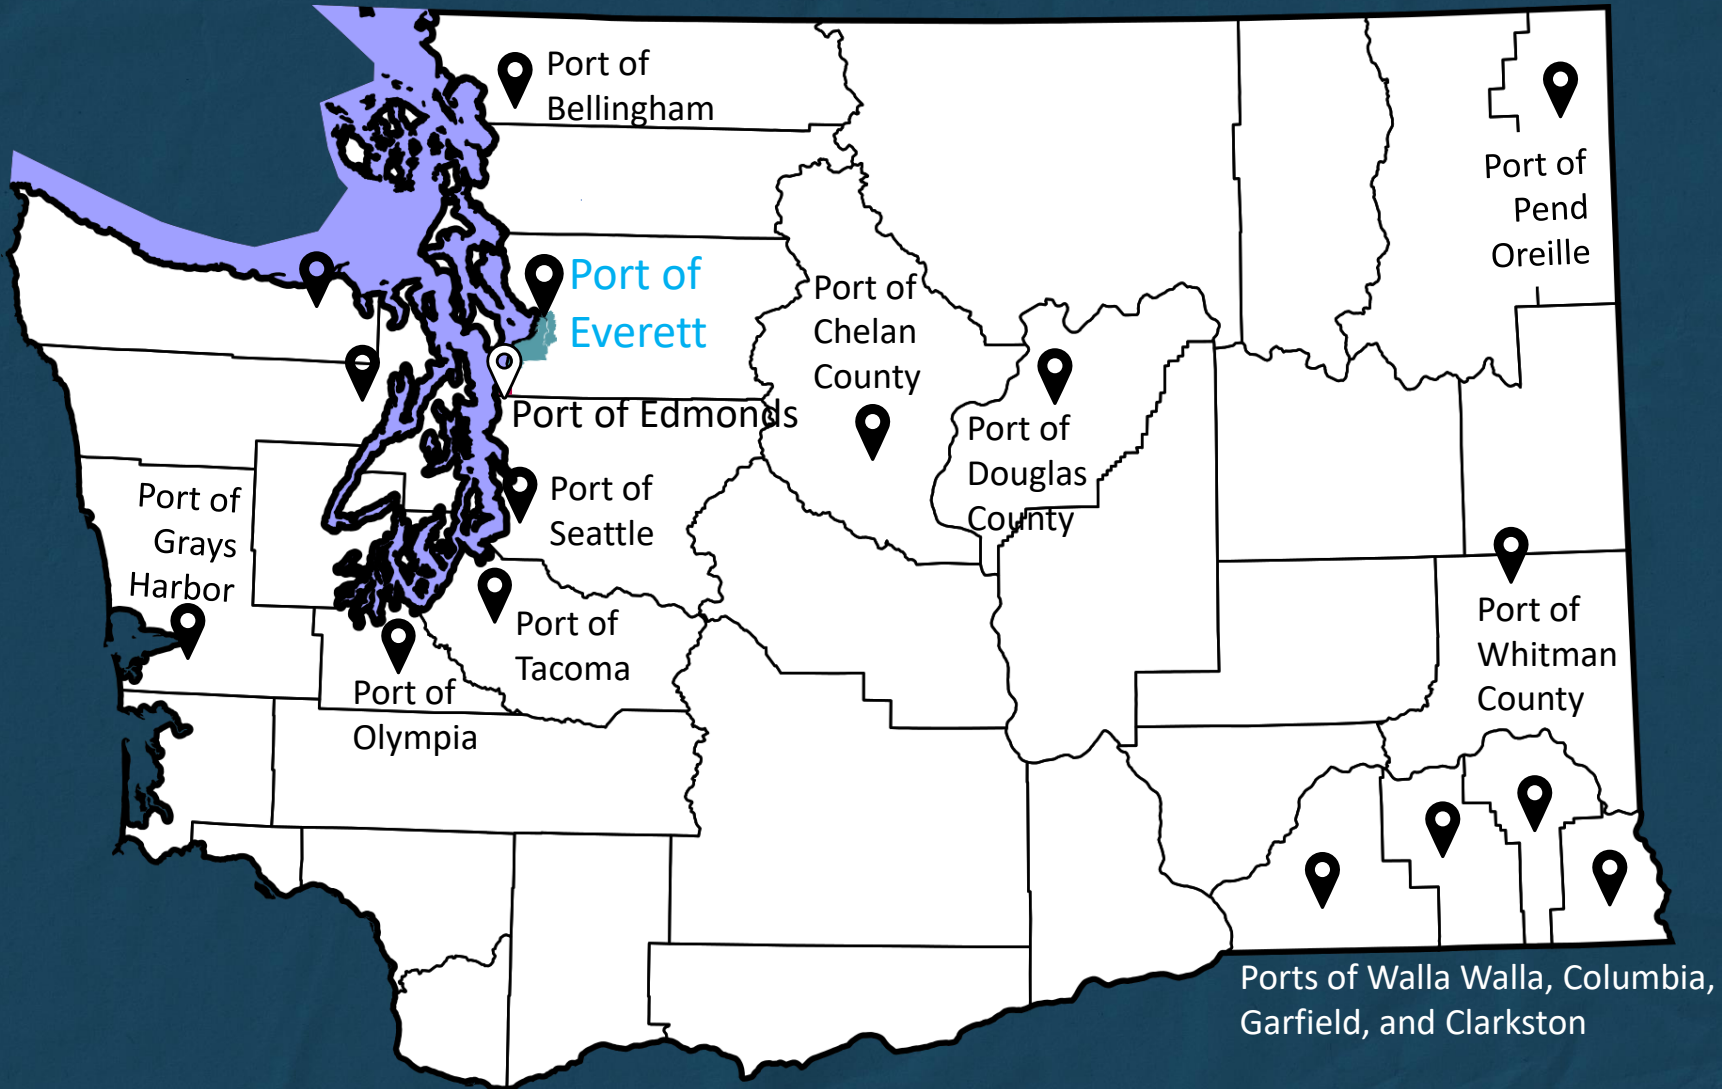 Port of
Bellingham
Port of
Pend
Oreille
Port of
Everett
Port of
Chelan
County
Port of Edmonds
Port of
Douglas
County
Port of
Seattle
Port of
Grays
Harbor
Port of
Tacoma
Port of
Whitman
County
Port of
Olympia
Ports of Walla Walla, Columbia,
Garfield, and Clarkston